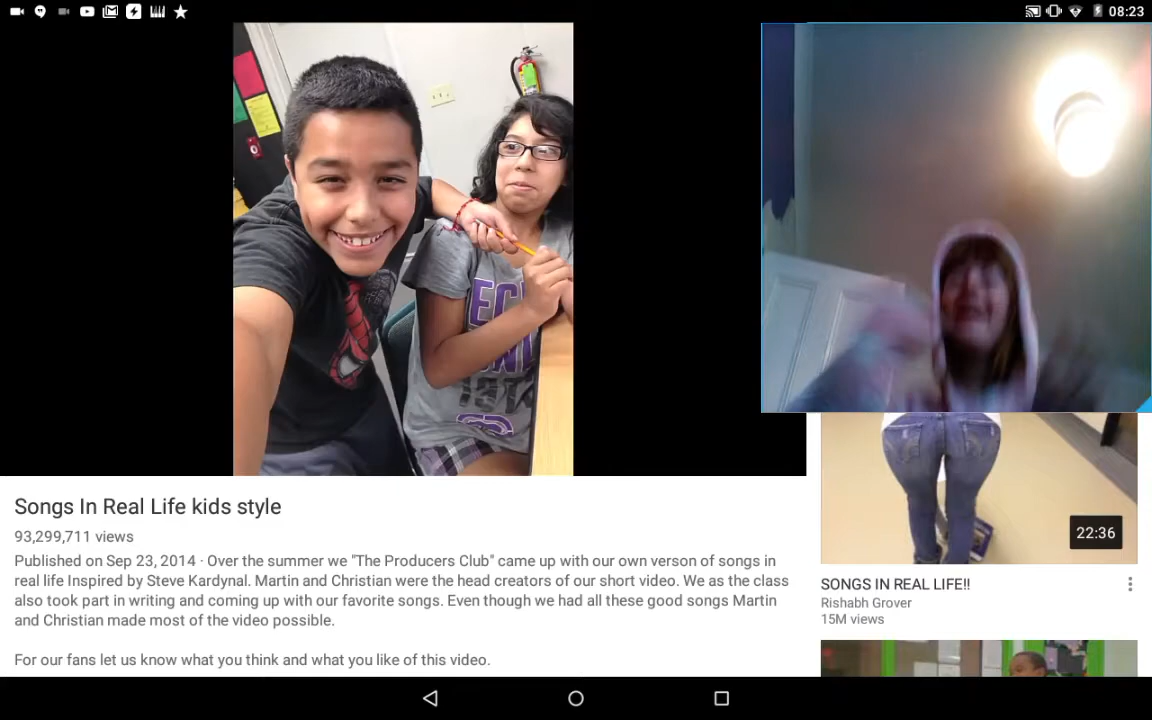 08:23
EC
1974
22:36
Songs In Real Life kids style
93,299,711 views
Published on Sep 23, 2014 · Over the summer we "The Producers Club" came up with our own verson of songs in
real life Inspired by Steve Kardynal. Martin and Christian were the head creators of our short video. We as the class
also took part in writing and coming up with our favorite songs. Even though we had all these good songs Martin
and Christian made most of the video possible.
For our fans let us know what you think and what you like of this video.
SONGS IN REAL LIFE!!
Rishabh Grover
15M views